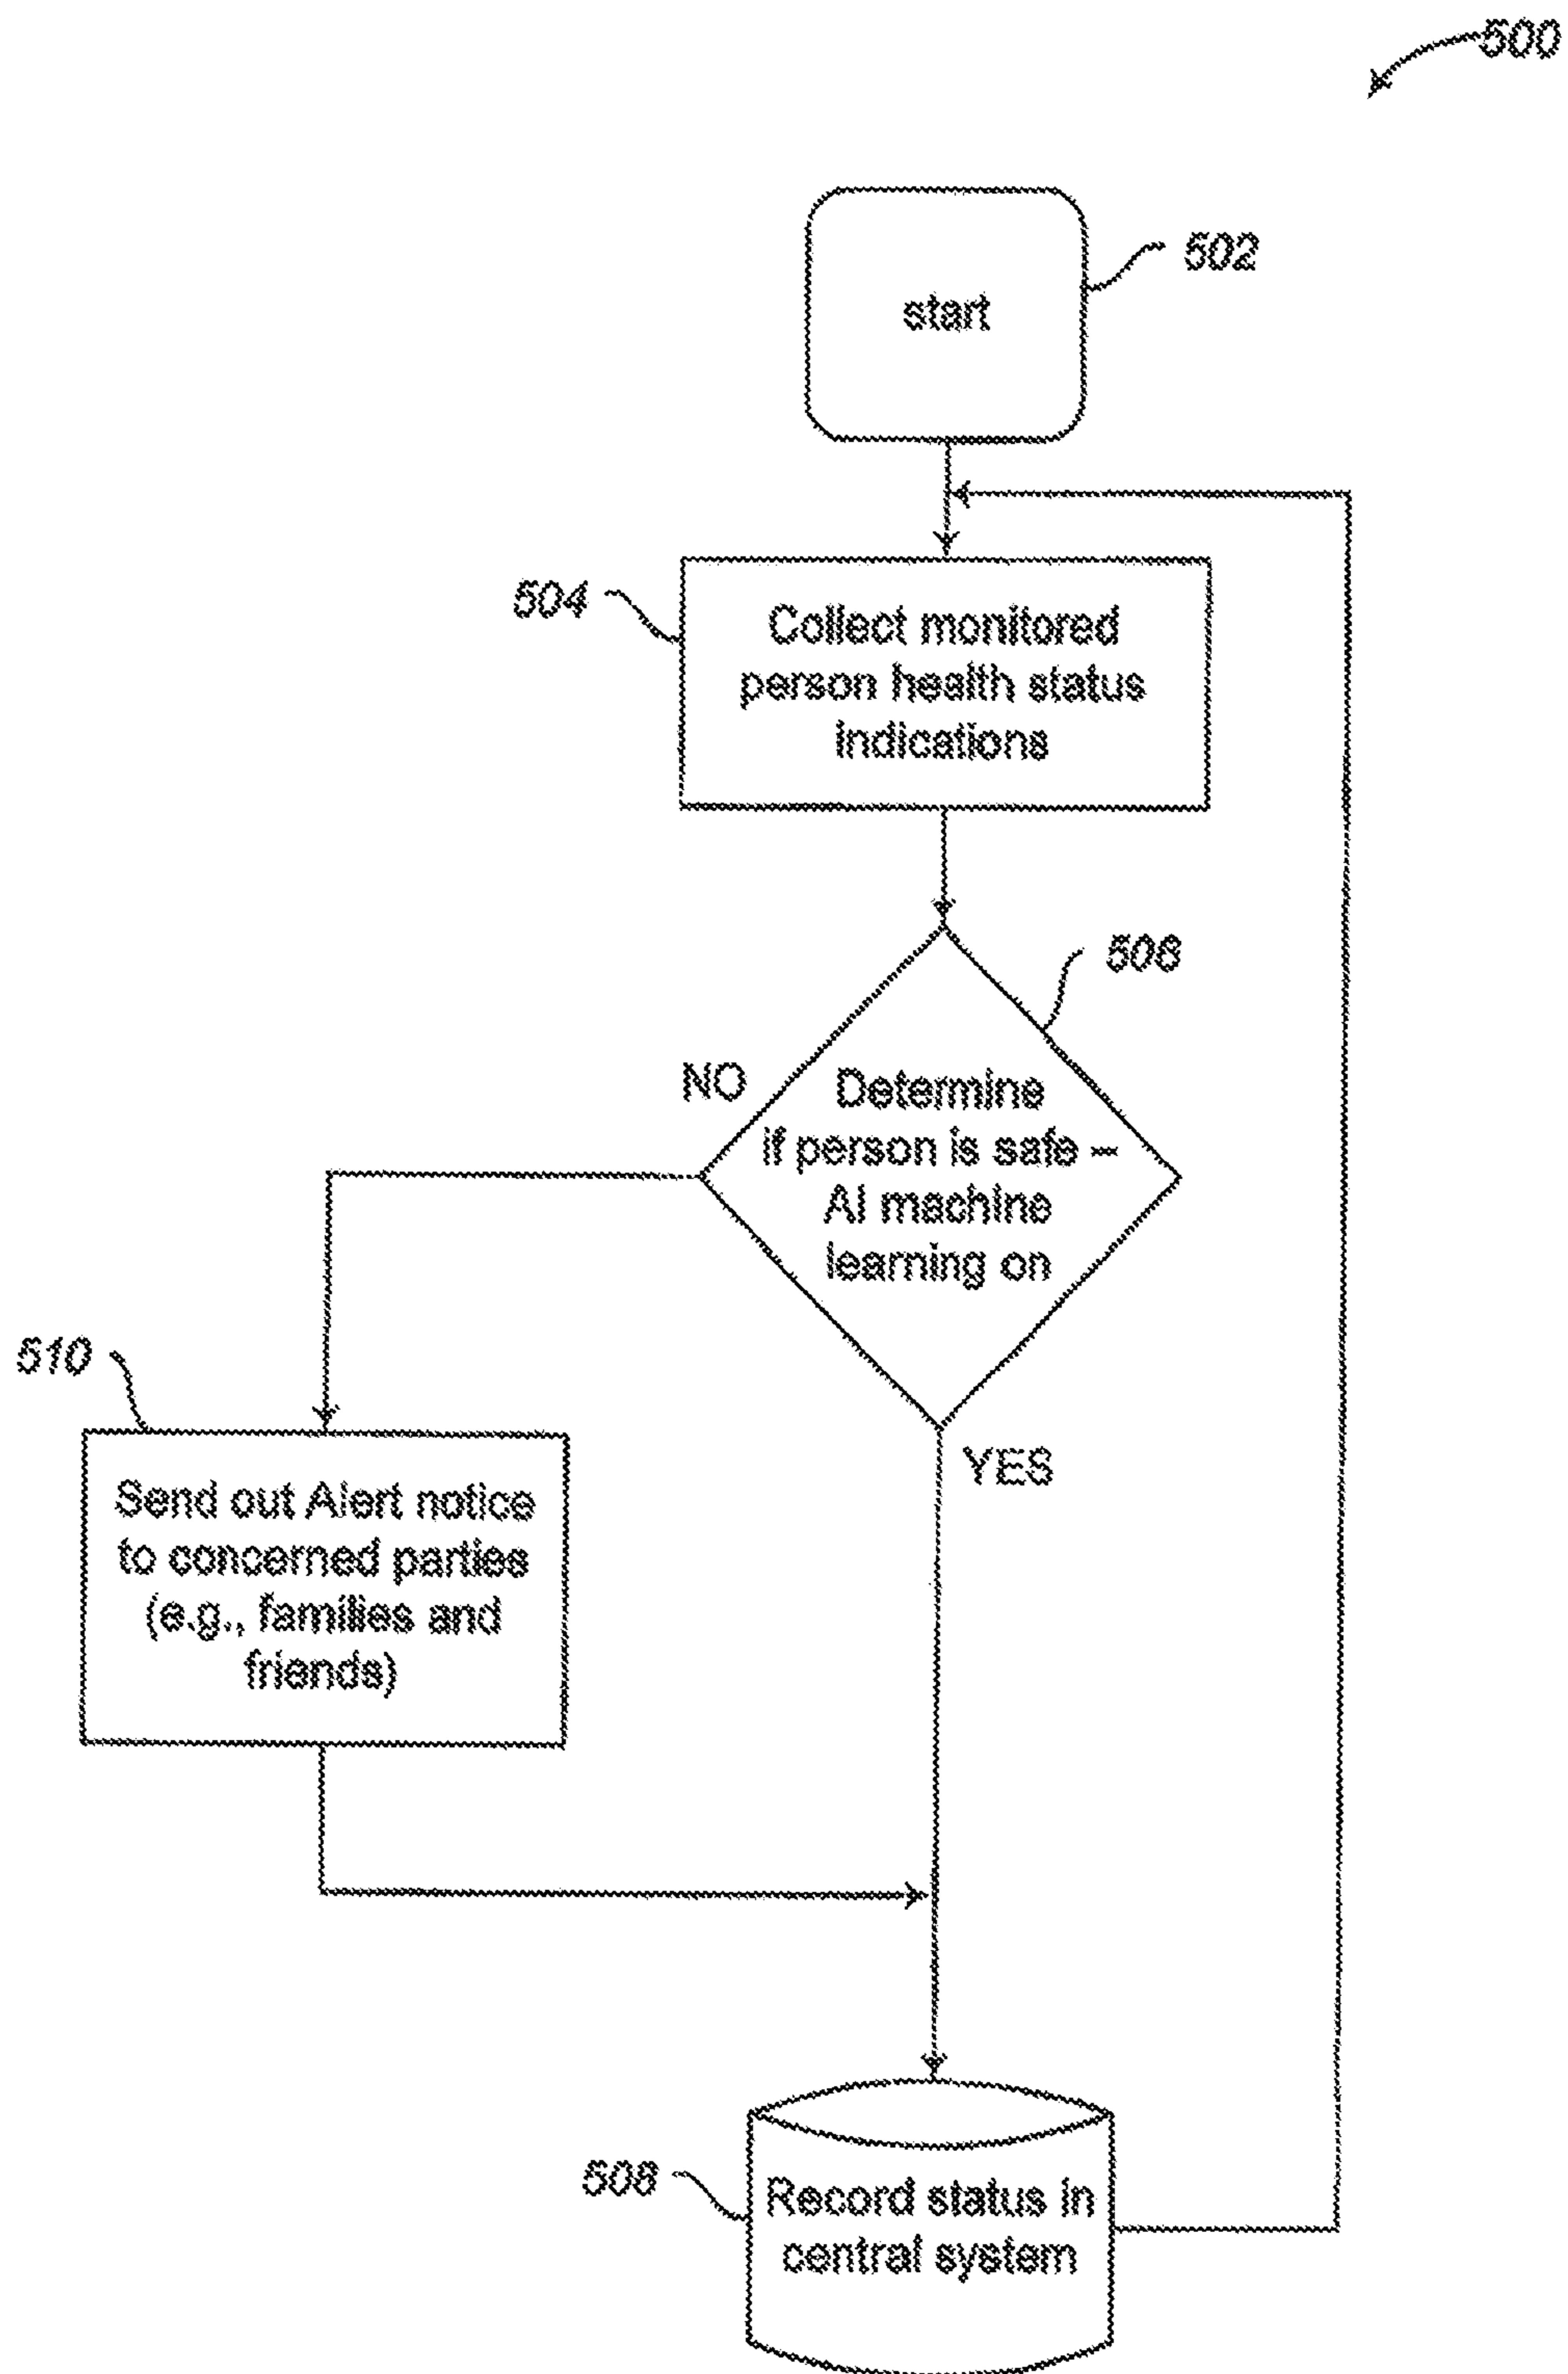 500
502
start
504
Collect monitored
person health status
indications
506
NO
Determine
if person is safe –
AI machine
learning on
510
YES
Send out Alert notice
to concerned parties
(e.g., families and
friends)
508
Record status in
central system